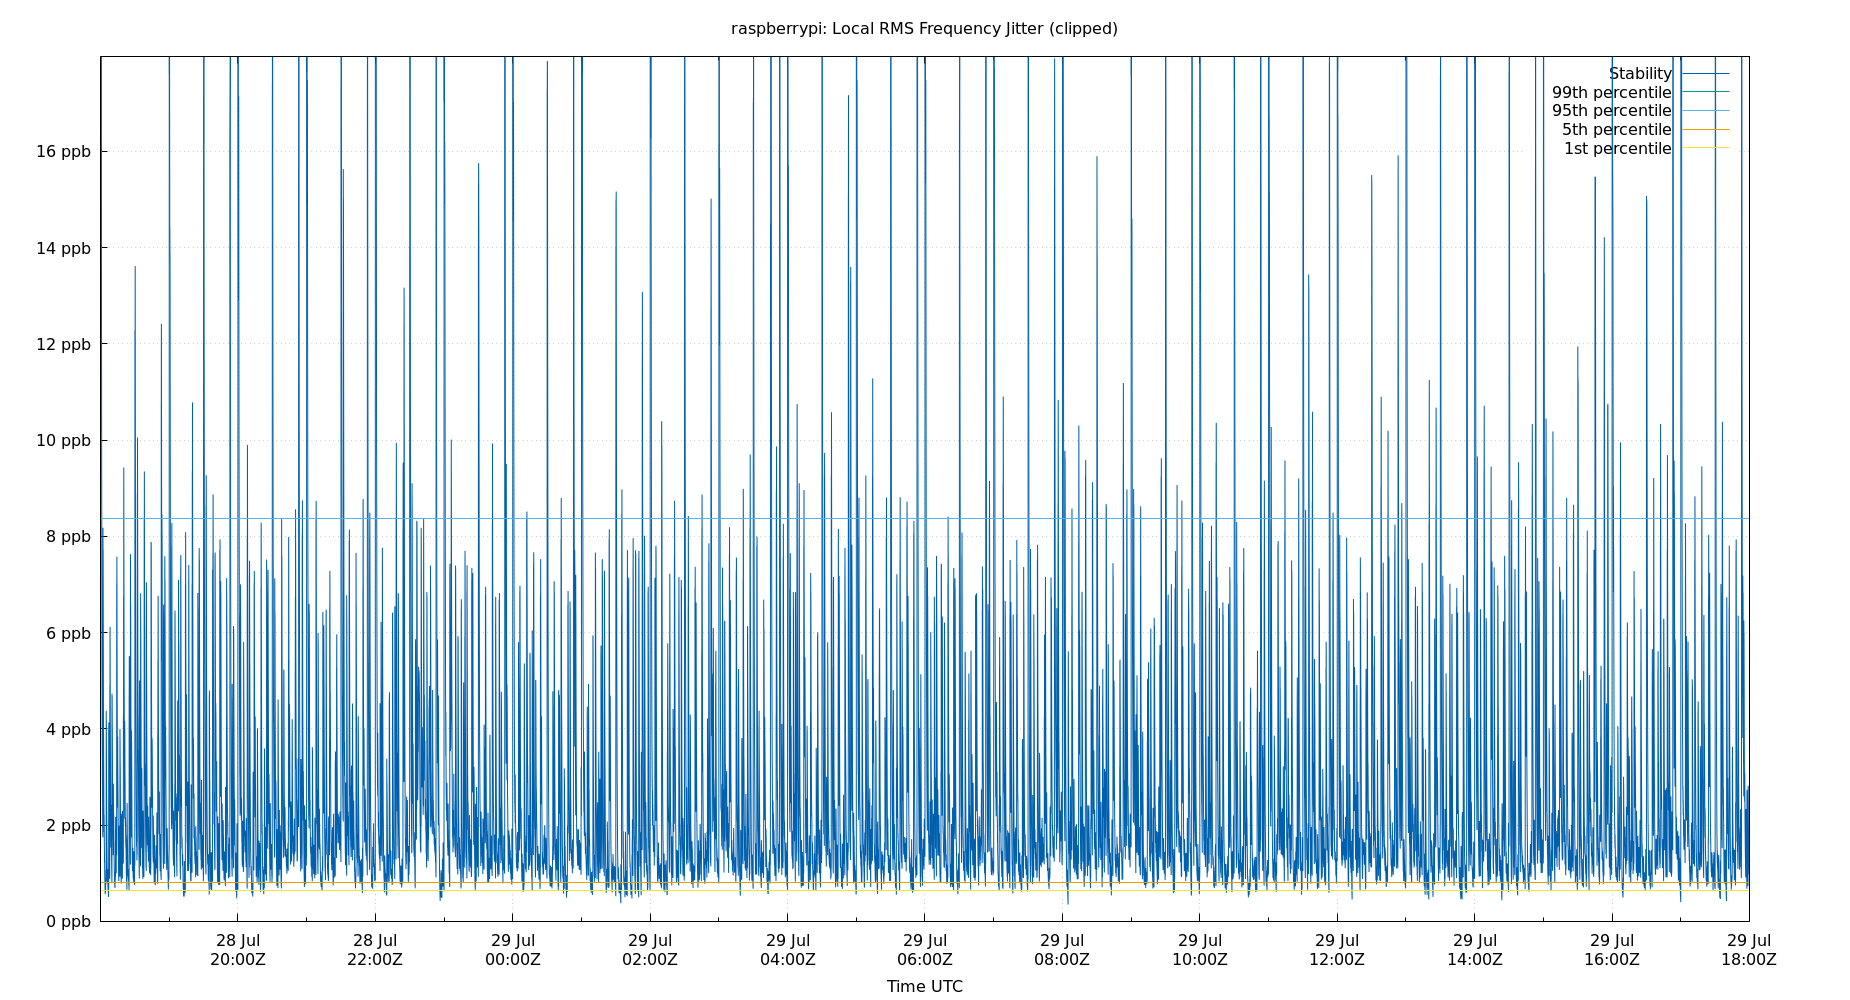 raspberrypi: Local RMS Frequency Jitter (clipped)
Stability
99th percentile
95th percentile
5th percentile
1st percentile
16 ppb
14 ppb
12 ppb
10 ppb
8 ppb
6 ppb
4 ppb
2 ppb
0 ppb
28 Jul 28 Jul 29 Jul 29 Jul 29 Jul 29 Jul 29 Jul 29 Jul 29 Jul 29 Jul 29 Jul 29 Jul
20:00Z 22:00Z 00:00Z 02:00Z 04:00Z 06:00Z 08:00Z 10:00Z 12:00Z 14:00Z 16:00Z 18:00Z
Time UTC